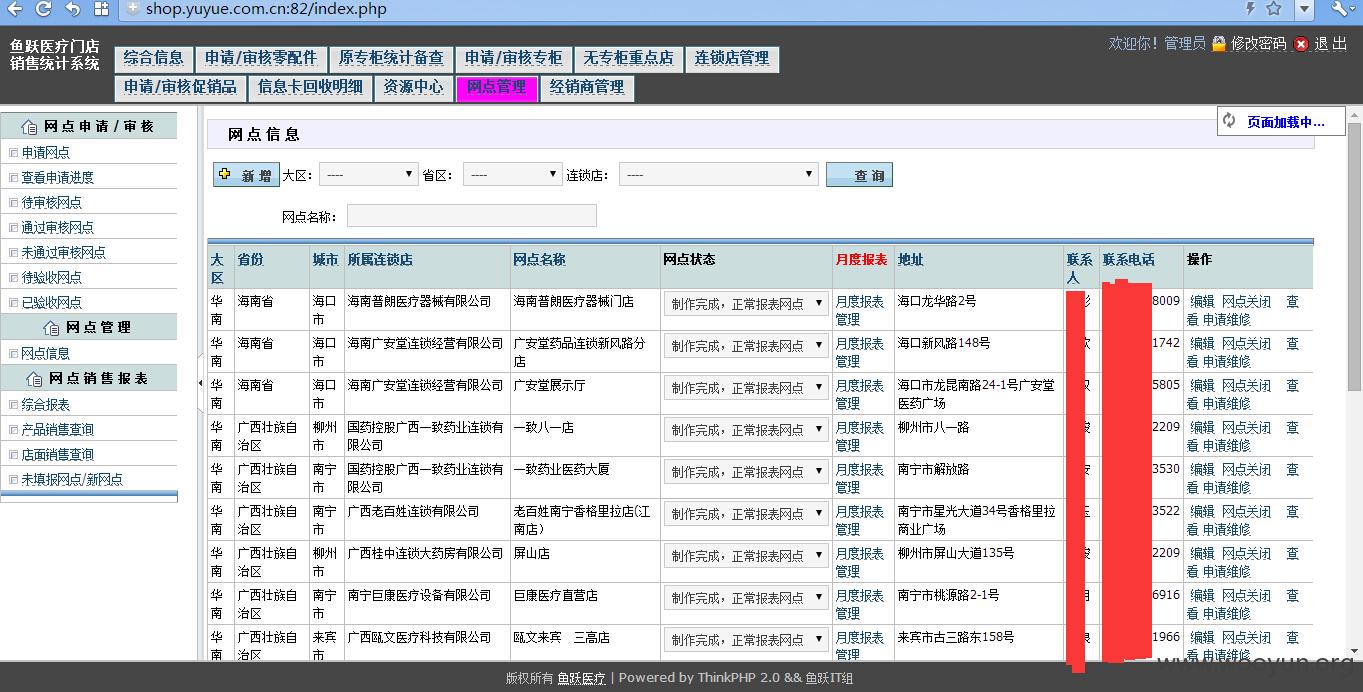 shop.yuyue.com.cn:82/index.php
鱼跃医疗门店
销售统计系统
欢迎你！管理员 修改密码 退 出
综合信息 申请/审核零配件 原专柜统计备查 申请/审核专柜 无专柜重点店 连锁店管理
申请/审核促销品 信息卡回收明细 资源中心 网点管理 经销商管理
网点申请/审核
申请网点
查看申请进度
待审核网点
通过审核网点
未通过审核网点
待验收网点
已验收网点
网点管理
网点信息
网点销售报表
综合报表
产品销售查询
店面销售查询
未填报网点/新网点
网点信息
页面加载中...
新 增 大区： ---- 省区： ---- 连锁店： ---- 查 询
网点名称：
大区 省份 城市 所属连锁店 网点名称 网点状态 月度报表 地址 联系人 联系电话 操作
华南 海南省 海口市 海南普朗医疗器械有限公司 海南普朗医疗器械门店 制作完成，正常报表网点 月度报表管理 海口龙华路2号 8009 编辑 网点关闭 查看 申请维修
华南 海南省 海口市 海南广安堂连锁经营有限公司 广安堂药品连锁新风路分店 制作完成，正常报表网点 月度报表管理 海口新风路148号 1742 编辑 网点关闭 查看 申请维修
华南 海南省 海口市 海南广安堂连锁经营有限公司 广安堂展示厅 制作完成，正常报表网点 月度报表管理 海口市龙昆南路24-1号广安堂医药广场 5805 编辑 网点关闭 查看 申请维修
华南 广西壮族自治区 柳州市 国药控股广西一致药业连锁有限公司 一致八一店 制作完成，正常报表网点 月度报表管理 柳州市八一路 2209 编辑 网点关闭 查看 申请维修
华南 广西壮族自治区 南宁市 国药控股广西一致药业连锁有限公司 一致药业医药大厦 制作完成，正常报表网点 月度报表管理 南宁市解放路 3530 编辑 网点关闭 查看 申请维修
华南 广西壮族自治区 南宁市 广西老百姓连锁有限公司 老百姓南宁香格里拉店(江南店) 制作完成，正常报表网点 月度报表管理 南宁市星光大道34号香格里拉商业广场 3522 编辑 网点关闭 查看 申请维修
华南 广西壮族自治区 柳州市 广西桂中连锁大药房有限公司 屏山店 制作完成，正常报表网点 月度报表管理 柳州市屏山大道135号 2209 编辑 网点关闭 查看 申请维修
华南 广西壮族自治区 南宁市 南宁巨康医疗设备有限公司 巨康医疗直营店 制作完成，正常报表网点 月度报表管理 南宁市桃源路2-1号 6916 编辑 网点关闭 查看 申请维修
华南 广西壮族自治区 来宾市 广西瓯文医疗科技有限公司 瓯文来宾 三高店 制作完成，正常报表网点 月度报表管理 来宾市古三路东158号 1966 编辑 网点关闭 查看 申请维修
版权所有 鱼跃医疗 | Powered by ThinkPHP 2.0 && 鱼跃IT组
www.wooyun.org